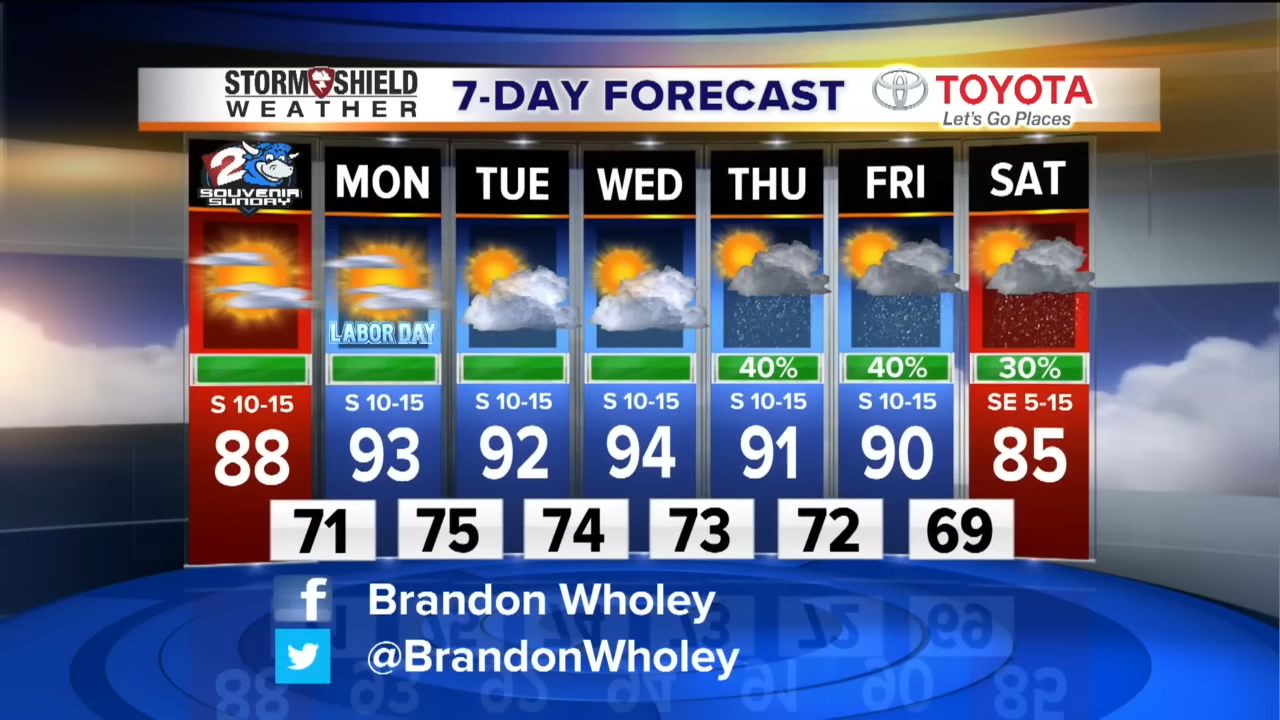 STORM SHIELD
WEATHER
7-DAY FORECAST
TOYOTA
Let's Go Places
2
SOUVENIR
SUNDAY
MON TUE WED THU FRI SAT
LABOR DAY
40% 40% 30%
S 10-15 S 10-15 S 10-15 S 10-15 S 10-15 S 10-15 SE 5-15
88 93 92 94 91 90 85
71 75 74 73 72 69
f Brandon Wholey
@BrandonWholey